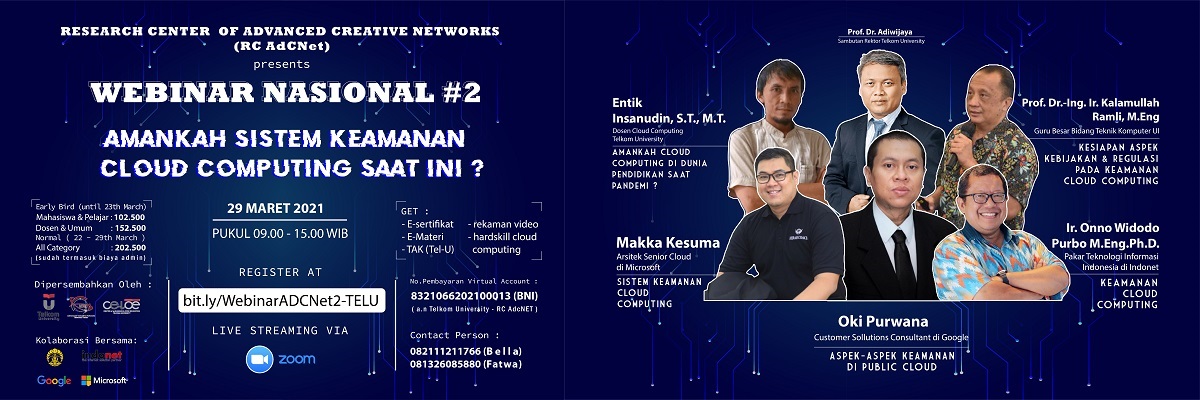 RESEARCH CENTER OF ADVANCED CREATIVE NETWORKS
(RC AdCNet)
presents
WEBINAR NASIONAL #2
AMANKAH SISTEM KEAMANAN
CLOUD COMPUTING SAAT INI ?
Early Bird (until 23th March)
Mahasiswa & Pelajar : 102.500
Dosen & Umum : 152.500
Normal ( 22 - 29th March )
All Category : 202.500
(sudah termasuk biaya admin)
29 MARET 2021
PUKUL 09.00 - 15.00 WIB
GET :
- E-sertifikat
- E-Materi
- TAK (Tel-U)
- rekaman video
- hardskill cloud
computing
REGISTER AT
bit.ly/WebinarADCNet2-TELU
LIVE STREAMING VIA
zoom
Dipersembahkan Oleh :
Telkom
University
CeLOE
Kolaborasi Bersama:
indonet
Google
Microsoft
No.Pembayaran Virtual Account :
8321066202100013 (BNI)
( a.n Telkom University - RC AdcNET )
Contact Person :
082111211766 (Bella)
081326085880 (Fatwa)
Prof. Dr. Adiwijaya
Sambutan Rektor Telkom University
Entik
Insanudin, S.T., M.T.
Dosen Cloud Computing
Telkom University
AMANKAH CLOUD
COMPUTING DI DUNIA
PENDIDIKAN SAAT
PANDEMI ?
Prof. Dr.-Ing. Ir. Kalamullah
Ramli, M.Eng
Guru Besar Bidang Teknik Komputer UI
KESIAPAN ASPEK
KEBIJAKAN & REGULASI
PADA KEAMANAN
CLOUD COMPUTING
Makka Kesuma
Arsitek Senior Cloud
di Microsoft
SISTEM KEAMANAN
CLOUD
COMPUTING
Ir. Onno Widodo
Purbo M.Eng.Ph.D.
Pakar Teknologi Informasi
Indonesia di Indonet
KEAMANAN
CLOUD
COMPUTING
Oki Purwana
Customer Sollutions Consultant di Google
ASPEK-ASPEK KEAMANAN
DI PUBLIC CLOUD